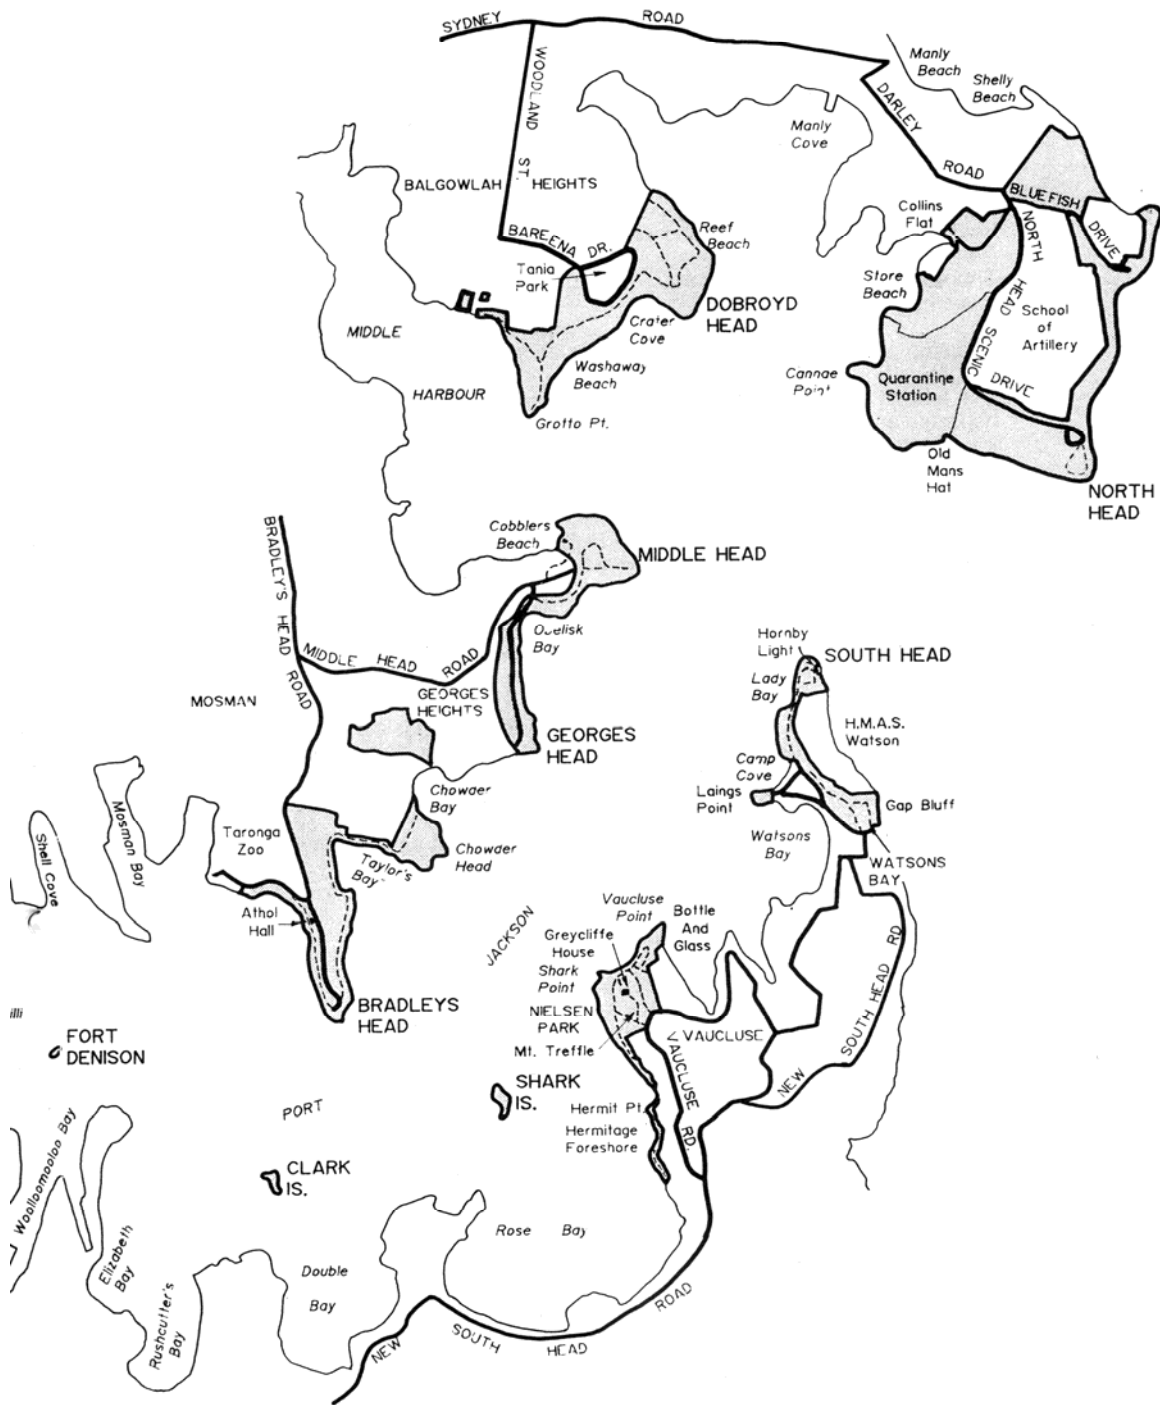 SYDNEY ROAD
Manly
Beach
Shelly
Beach
WOODLAND ST.
DARLEY ROAD
Manly
Cove
BALGOWLAH HEIGHTS
BLUEFISH DRIVE
Collins
Flat
BAREENA DR.
Reef
Beach
Tania
Park
Store
Beach
NORTH HEAD SCENIC DRIVE
School
of
Artillery
DOBROYD
HEAD
Crater
Cove
MIDDLE
HARBOUR
Washaway
Beach
Cannae
Point
Quarantine
Station
Grotto Pt.
Old
Mans
Hat
NORTH
HEAD
BRADLEY'S HEAD ROAD
Cobblers
Beach
MIDDLE HEAD
Obelisk
Bay
MIDDLE HEAD ROAD
Hornby
Light
SOUTH HEAD
Lady
Bay
MOSMAN
GEORGES
HEIGHTS
H.M.A.S.
Watson
GEORGES
HEAD
Camp
Cove
Laings
Point
Gap Bluff
Chowder
Bay
Mosman Bay
Shell Cove
Taronga
Zoo
Taylor's
Bay
Chowder
Head
Watsons
Bay
WATSONS
BAY
Athol
Hall
Vaucluse
Point
Bottle
And
Glass
JACKSON
Greycliffe
House
Shark
Point
NIELSEN
PARK
Mt. Treffle
BRADLEYS
HEAD
illi
FORT
DENISON
VAUCLUSE
VAUCLUSE RD.
NEW SOUTH HEAD RD
SHARK
IS.
PORT
Hermit Pt.
Hermitage
Foreshore
CLARK
IS.
Woolloomooloo Bay
Elizabeth
Bay
Rushcutter's
Bay
Double
Bay
Rose Bay
NEW SOUTH HEAD ROAD